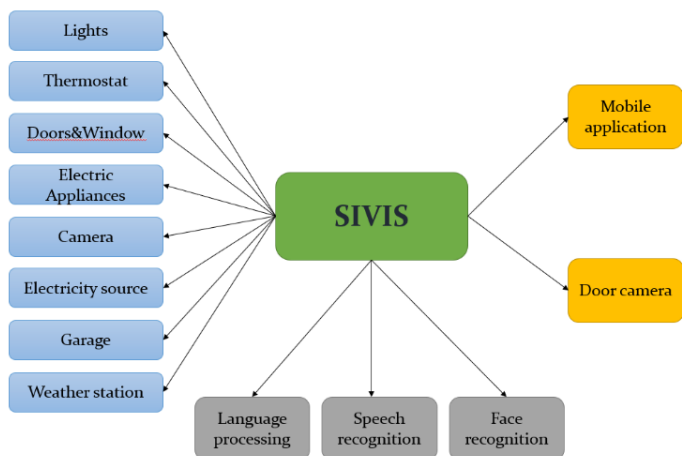 Lights
Thermostat
Doors&Window
Electric
Appliances
Camera
Electricity source
Garage
Weather station
SIVIS
Mobile
application
Door camera
Language
processing
Speech
recognition
Face
recognition